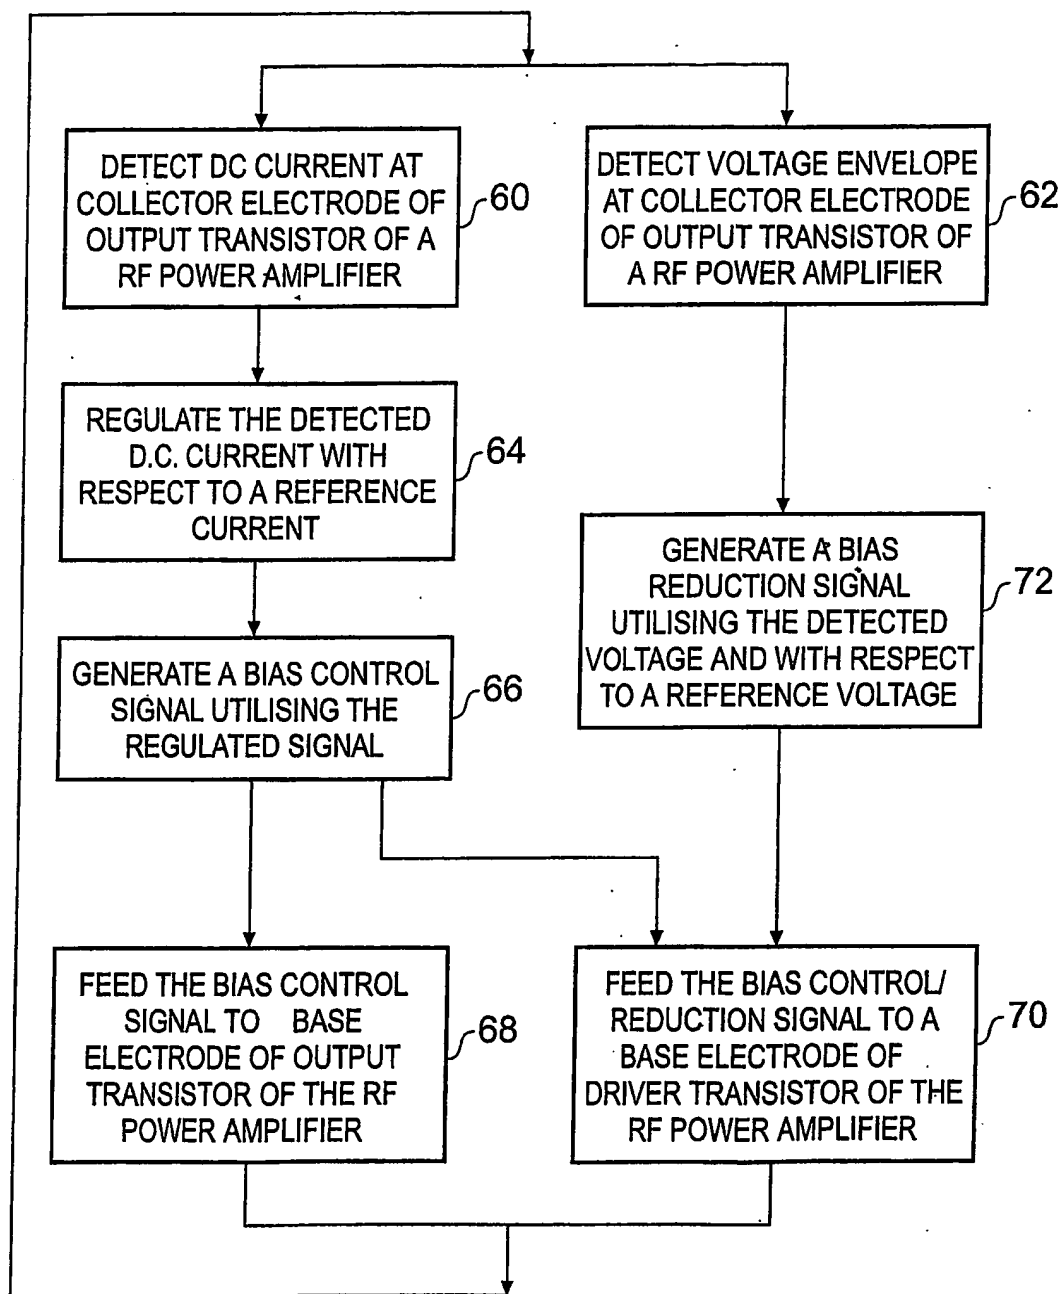 DETECT DC CURRENT AT
COLLECTOR ELECTRODE OF
OUTPUT TRANSISTOR OF A
RF POWER AMPLIFIER
60
DETECT VOLTAGE ENVELOPE
AT COLLECTOR ELECTRODE
OF OUTPUT TRANSISTOR OF
A RF POWER AMPLIFIER
62
REGULATE THE DETECTED
D.C. CURRENT WITH
RESPECT TO A REFERENCE
CURRENT
64
GENERATE A BIAS
REDUCTION SIGNAL
UTILISING THE DETECTED
VOLTAGE AND WITH RESPECT
TO A REFERENCE VOLTAGE
72
GENERATE A BIAS CONTROL
SIGNAL UTILISING THE
REGULATED SIGNAL
66
FEED THE BIAS CONTROL
SIGNAL TO BASE
ELECTRODE OF OUTPUT
TRANSISTOR OF THE RF
POWER AMPLIFIER
68
FEED THE BIAS CONTROL/
REDUCTION SIGNAL TO A
BASE ELECTRODE OF
DRIVER TRANSISTOR OF THE
RF POWER AMPLIFIER
70